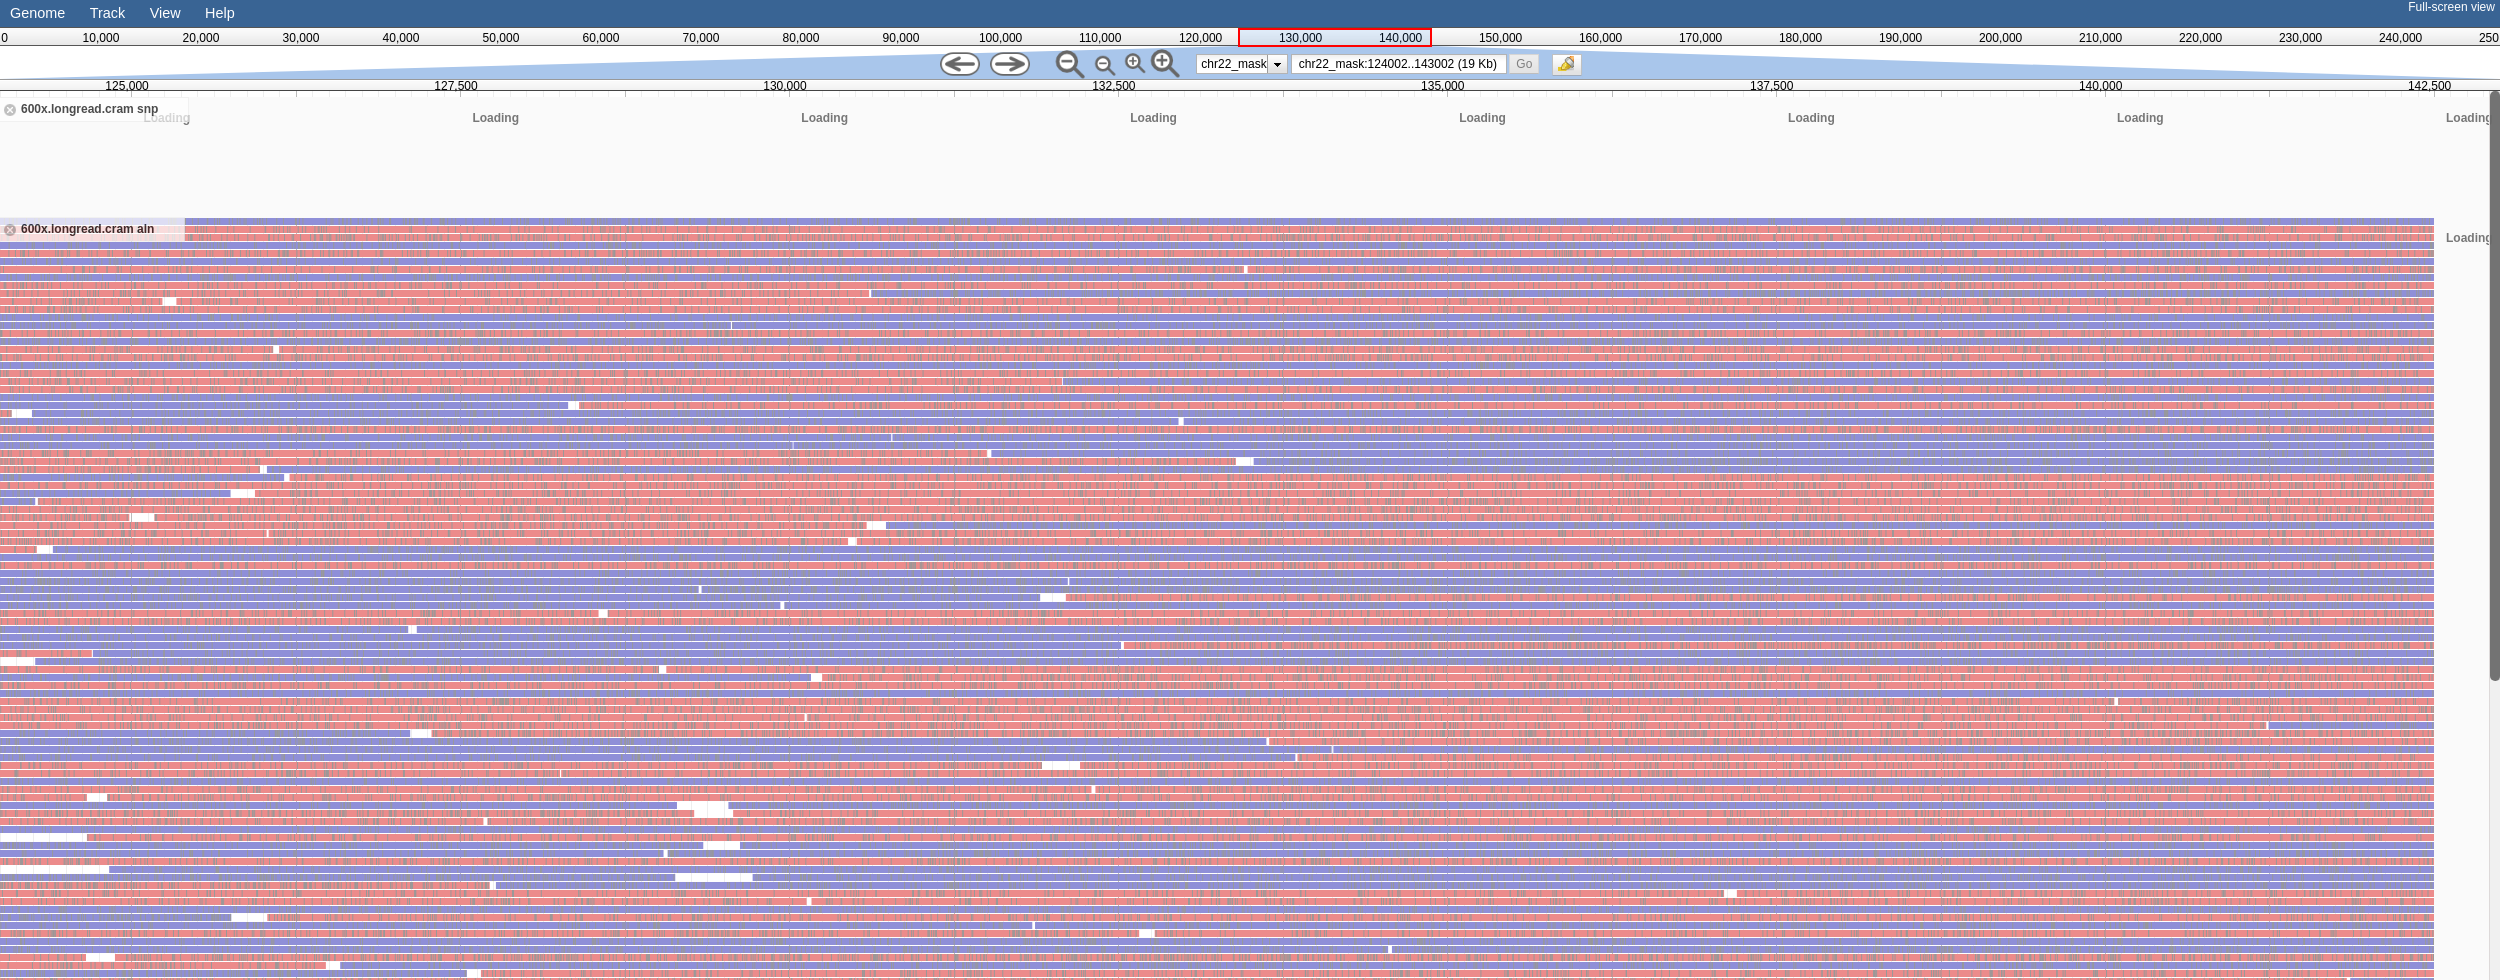 Genome Track View Help Full-screen view
0 10,000 20,000 30,000 40,000 50,000 60,000 70,000 80,000 90,000 100,000 110,000 120,000 130,000 140,000 150,000 160,000 170,000 180,000 190,000 200,000 210,000 220,000 230,000 240,000 250
chr22_mask chr22_mask:124002..143002 (19 Kb) Go
125,000 127,500 130,000 132,500 135,000 137,500 140,000 142,500
600x.longread.cram snp
Loading Loading Loading Loading Loading Loading Loading Loading
600x.longread.cram aln
Loading